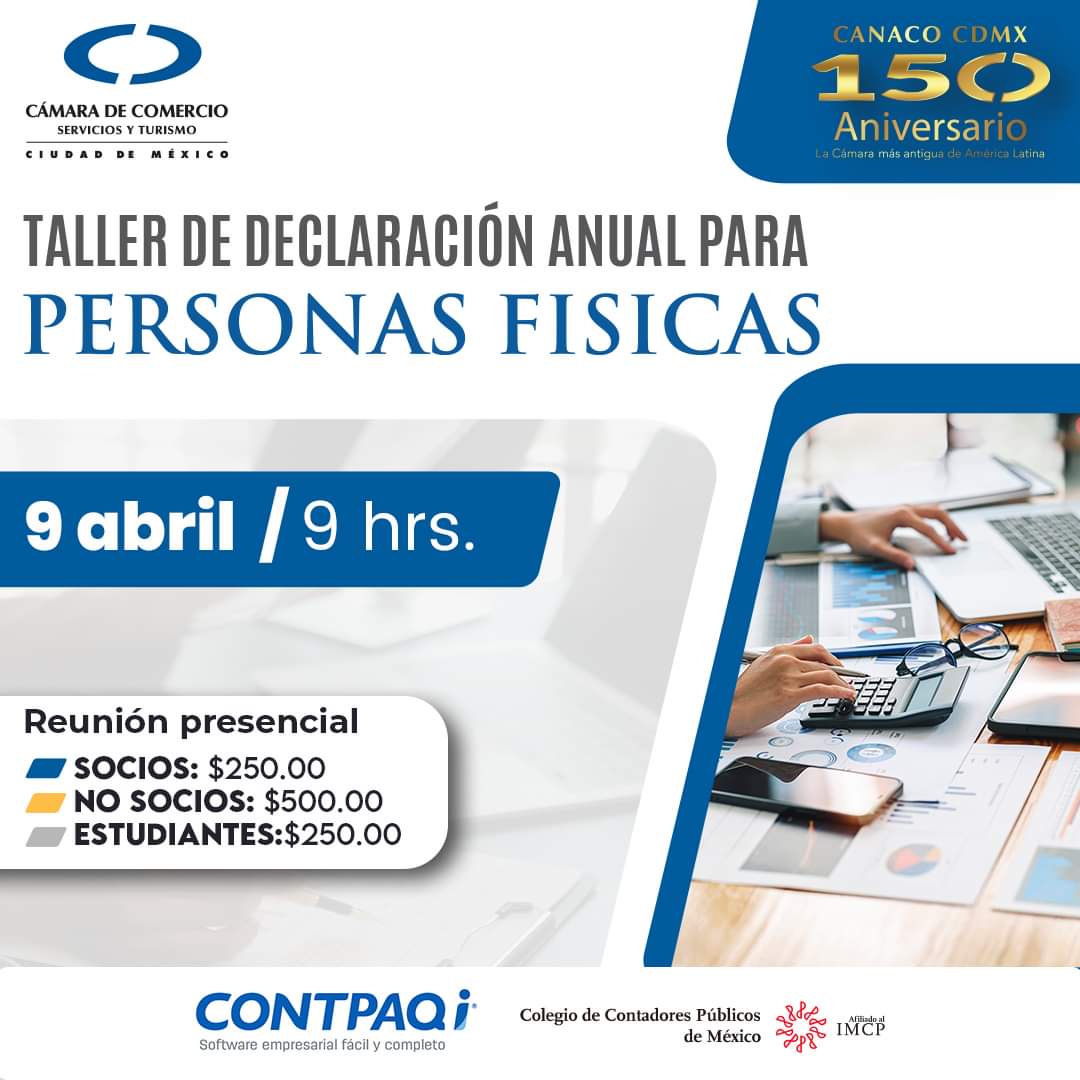 CÁMARA DE COMERCIO
SERVICIOS Y TURISMO
CIUDAD DE MÉXICO
CANACO CDMX
150
Aniversario
La Cámara más antigua de América Latina
TALLER DE DECLARACIÓN ANUAL PARA
PERSONAS FISICAS
9 abril / 9 hrs.
Reunión presencial
SOCIOS: $250.00
NO SOCIOS: $500.00
ESTUDIANTES:$250.00
CONTPAQi®
Software empresarial fácil y completo
Colegio de Contadores Públicos
de México
Afiliado al
IMCP